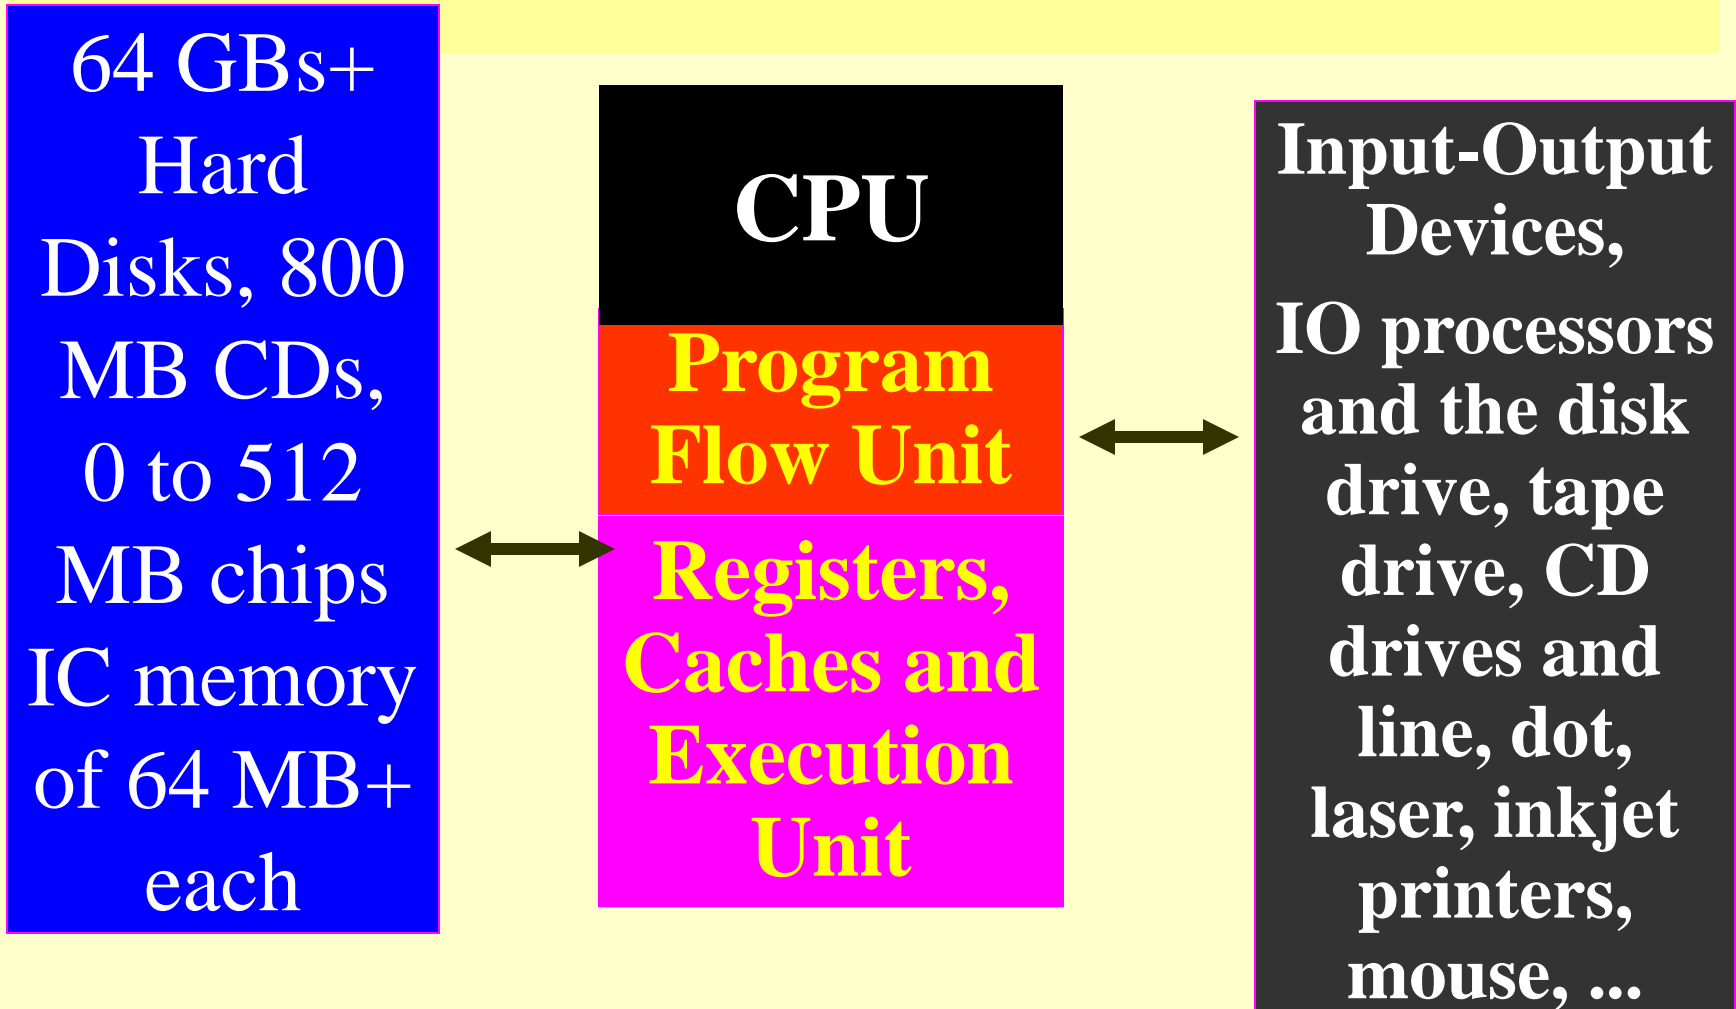 64 GBs+
Hard
Disks, 800
MB CDs,
0 to 512
MB chips
IC memory
of 64 MB+
each
CPU
Program
Flow Unit
Registers,
Caches and
Execution
Unit
Input-Output
Devices,
IO processors
and the disk
drive, tape
drive, CD
drives and
line, dot,
laser, inkjet
printers,
mouse, ...